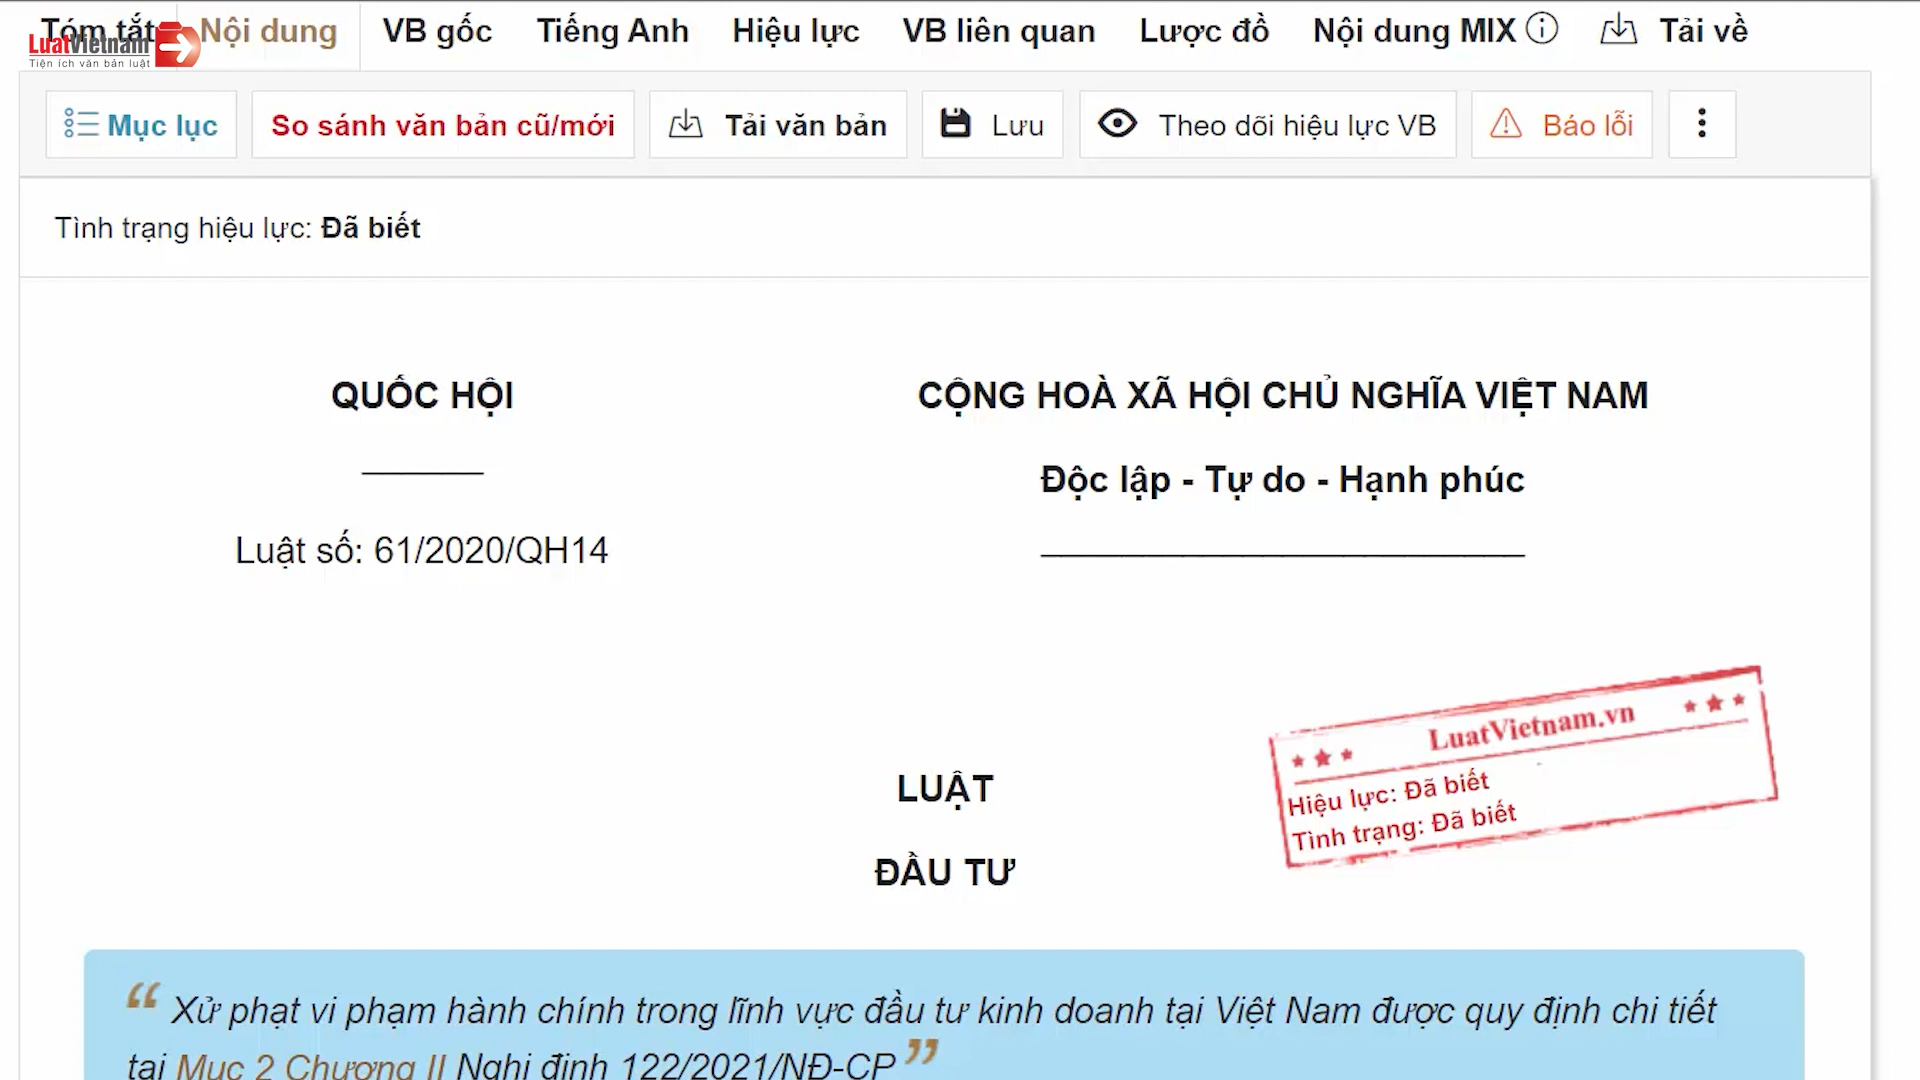 Tóm tắt Nội dung VB gốc Tiếng Anh Hiệu lực VB liên quan Lược đồ Nội dung MIX Tải về
LuatVietnam
Tiện ích văn bản luật
Mục lục So sánh văn bản cũ/mới Tải văn bản Lưu Theo dõi hiệu lực VB Báo lỗi
Tình trạng hiệu lực: Đã biết
QUỐC HỘI
CỘNG HOÀ XÃ HỘI CHỦ NGHĨA VIỆT NAM
Độc lập - Tự do - Hạnh phúc
Luật số: 61/2020/QH14
LuatVietnam.vn
Hiệu lực: Đã biết
Tình trạng: Đã biết
LUẬT
ĐẦU TƯ
“ Xử phạt vi phạm hành chính trong lĩnh vực đầu tư kinh doanh tại Việt Nam được quy định chi tiết
tại Mục 2 Chương II Nghị định 122/2021/NĐ-CP ”